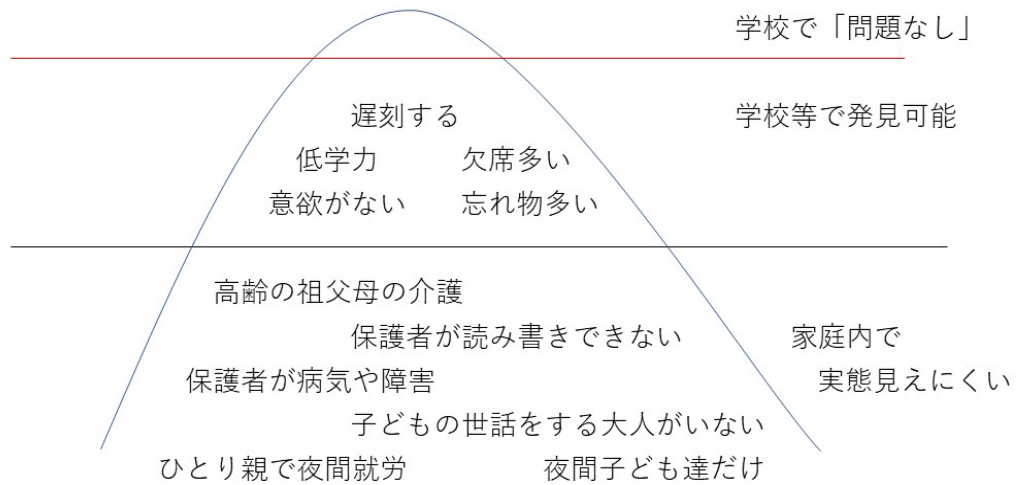 学校で「問題なし」
遅刻する
学校等で発見可能
低学力 欠席多い
意欲がない 忘れ物多い
高齢の祖父母の介護
保護者が読み書きできない
家庭内で
保護者が病気や障害
実態見えにくい
子どもの世話をする大人がいない
ひとり親で夜間就労
夜間子ども達だけ